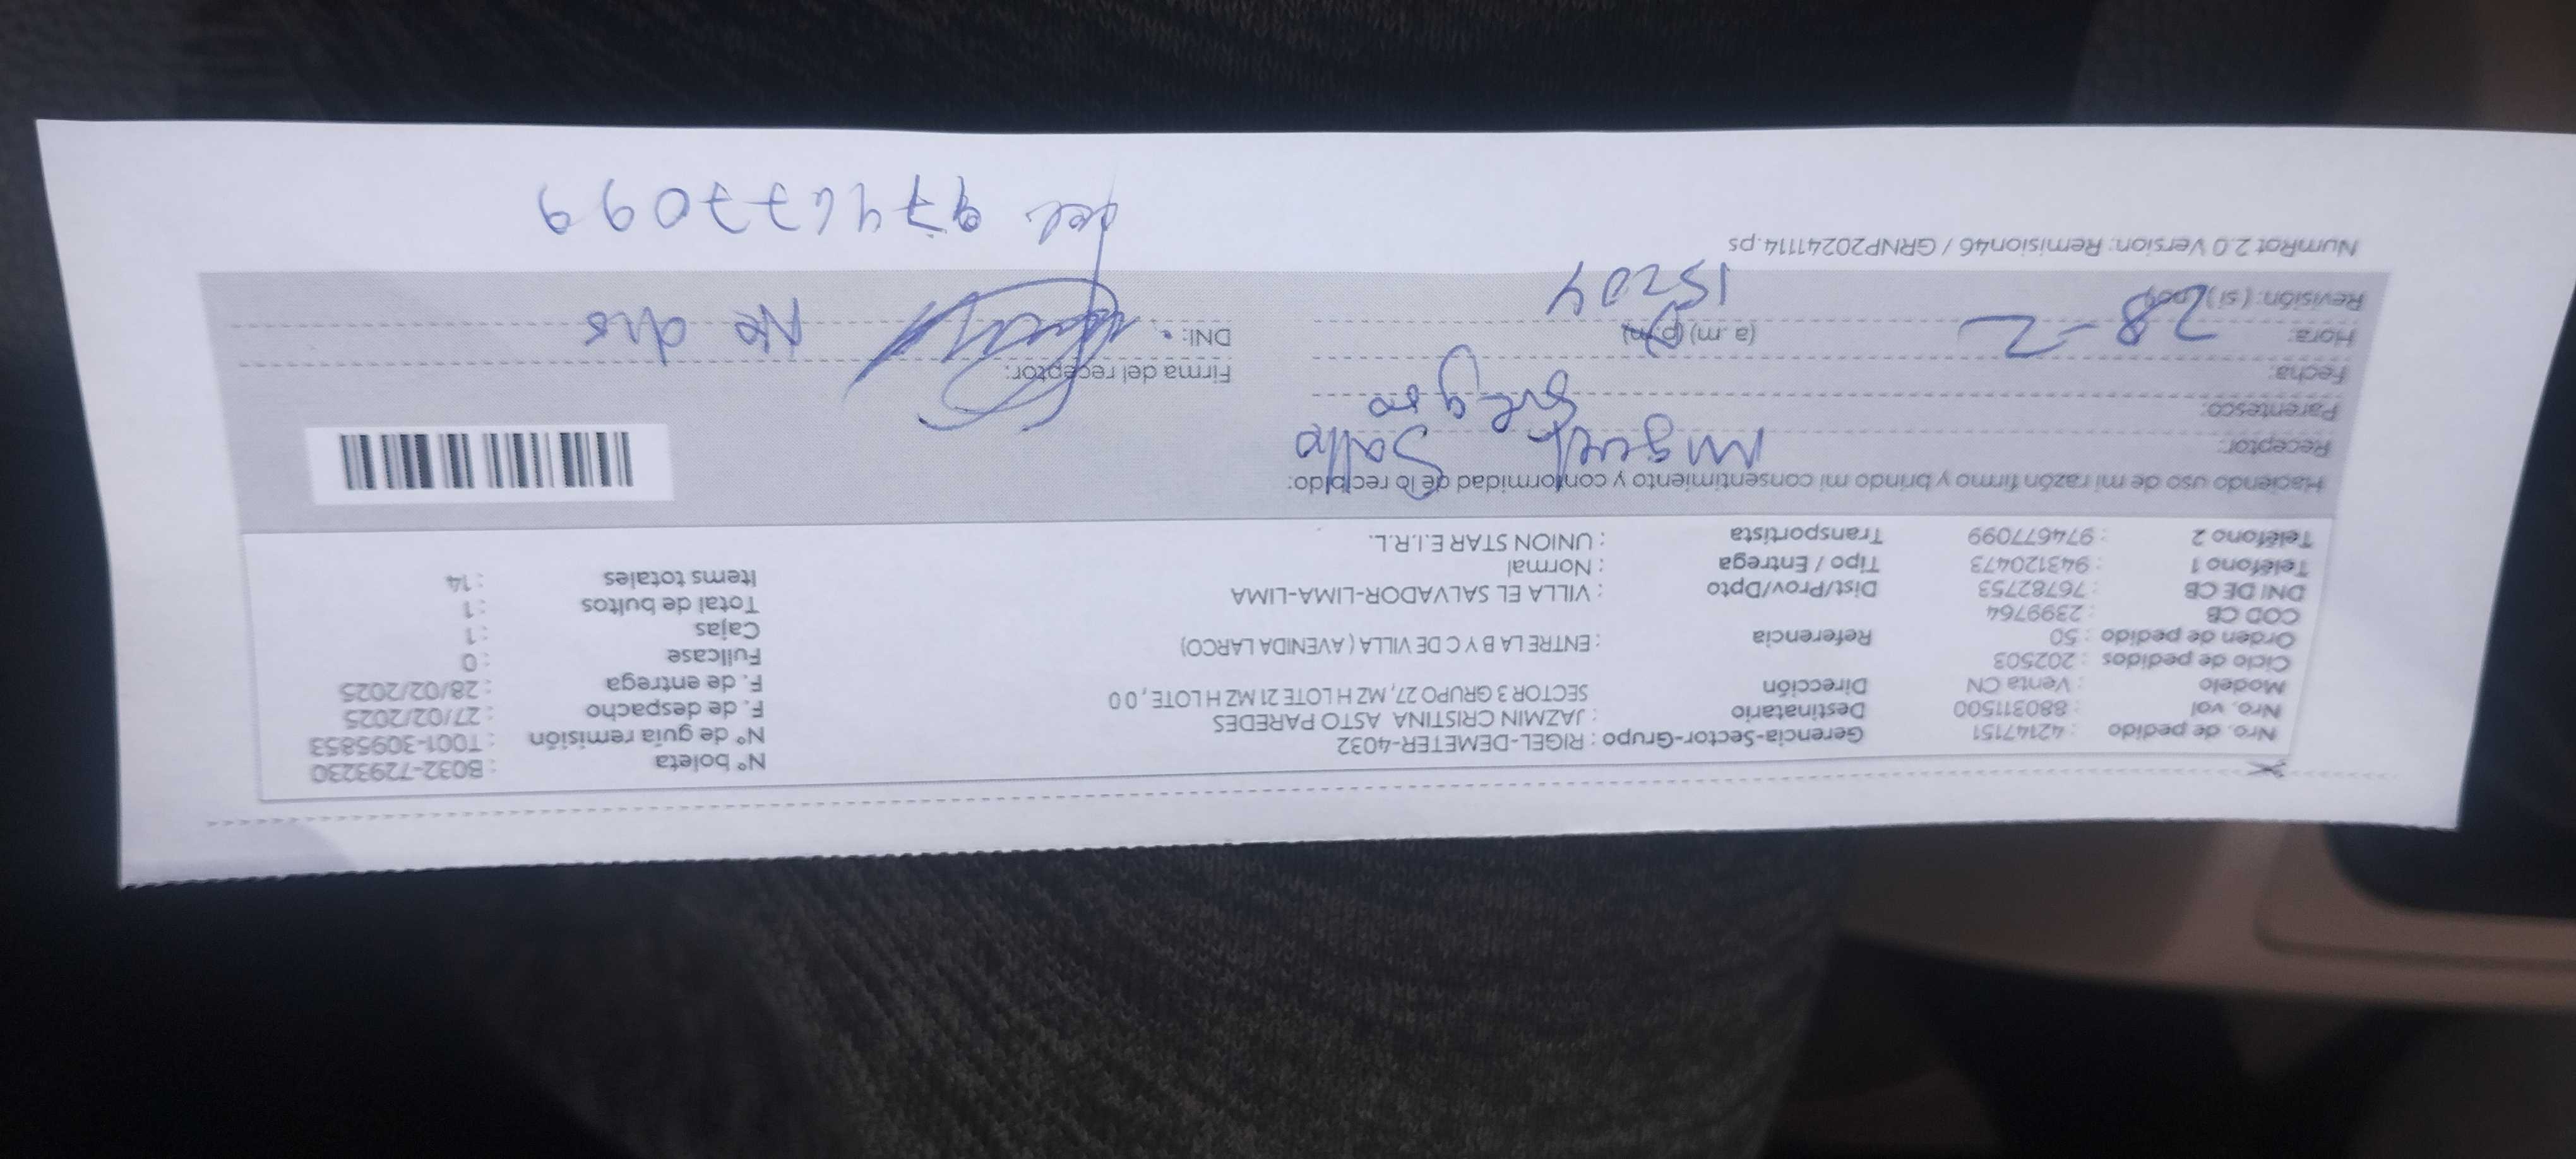 Nro. de pedido : 42147151
Nro. vol : 880311500
Modelo : Venta CN
Ciclo de pedidos : 202503
Orden de pedido : 50
COD CB : 2399764
DNI DE CB : 76782753
Teléfono 1 : 943120473
Teléfono 2 : 974677099
Gerencia-Sector-Grupo : RIGEL-DEMETER-4032
Destinatario : JAZMIN CRISTINA ASTO PAREDES
Dirección SECTOR 3 GRUPO 27, MZ H LOTE 21 MZ H LOTE, 0 0
Referencia : ENTRE LA B Y C DE VILLA ( AVENIDA LARCO)
Dist/Prov/Dpto : VILLA EL SALVADOR-LIMA-LIMA
Tipo / Entrega : Normal
Transportista : UNION STAR E.I.R.L.
Nº boleta : B032-7293230
Nº de guía remisión : T001-3095853
F. de despacho : 27/02/2025
F. de entrega : 28/02/2025
Fullcase : 0
Cajas : 1
Total de bultos : 1
Items totales : 14
Haciendo uso de mi razón firmo y brindo mi consentimiento y conformidad de lo recibido:
Receptor: Miguel
Parentesco: Suegro
Fecha:
Hora: 28-2 (a.m) (p.m)
Revisión: (si) (no) 15204
Firma del receptor:
DNI: No dio
NumRot 2.0 Version: Remision46 / GRNP20241114.ps
974677099